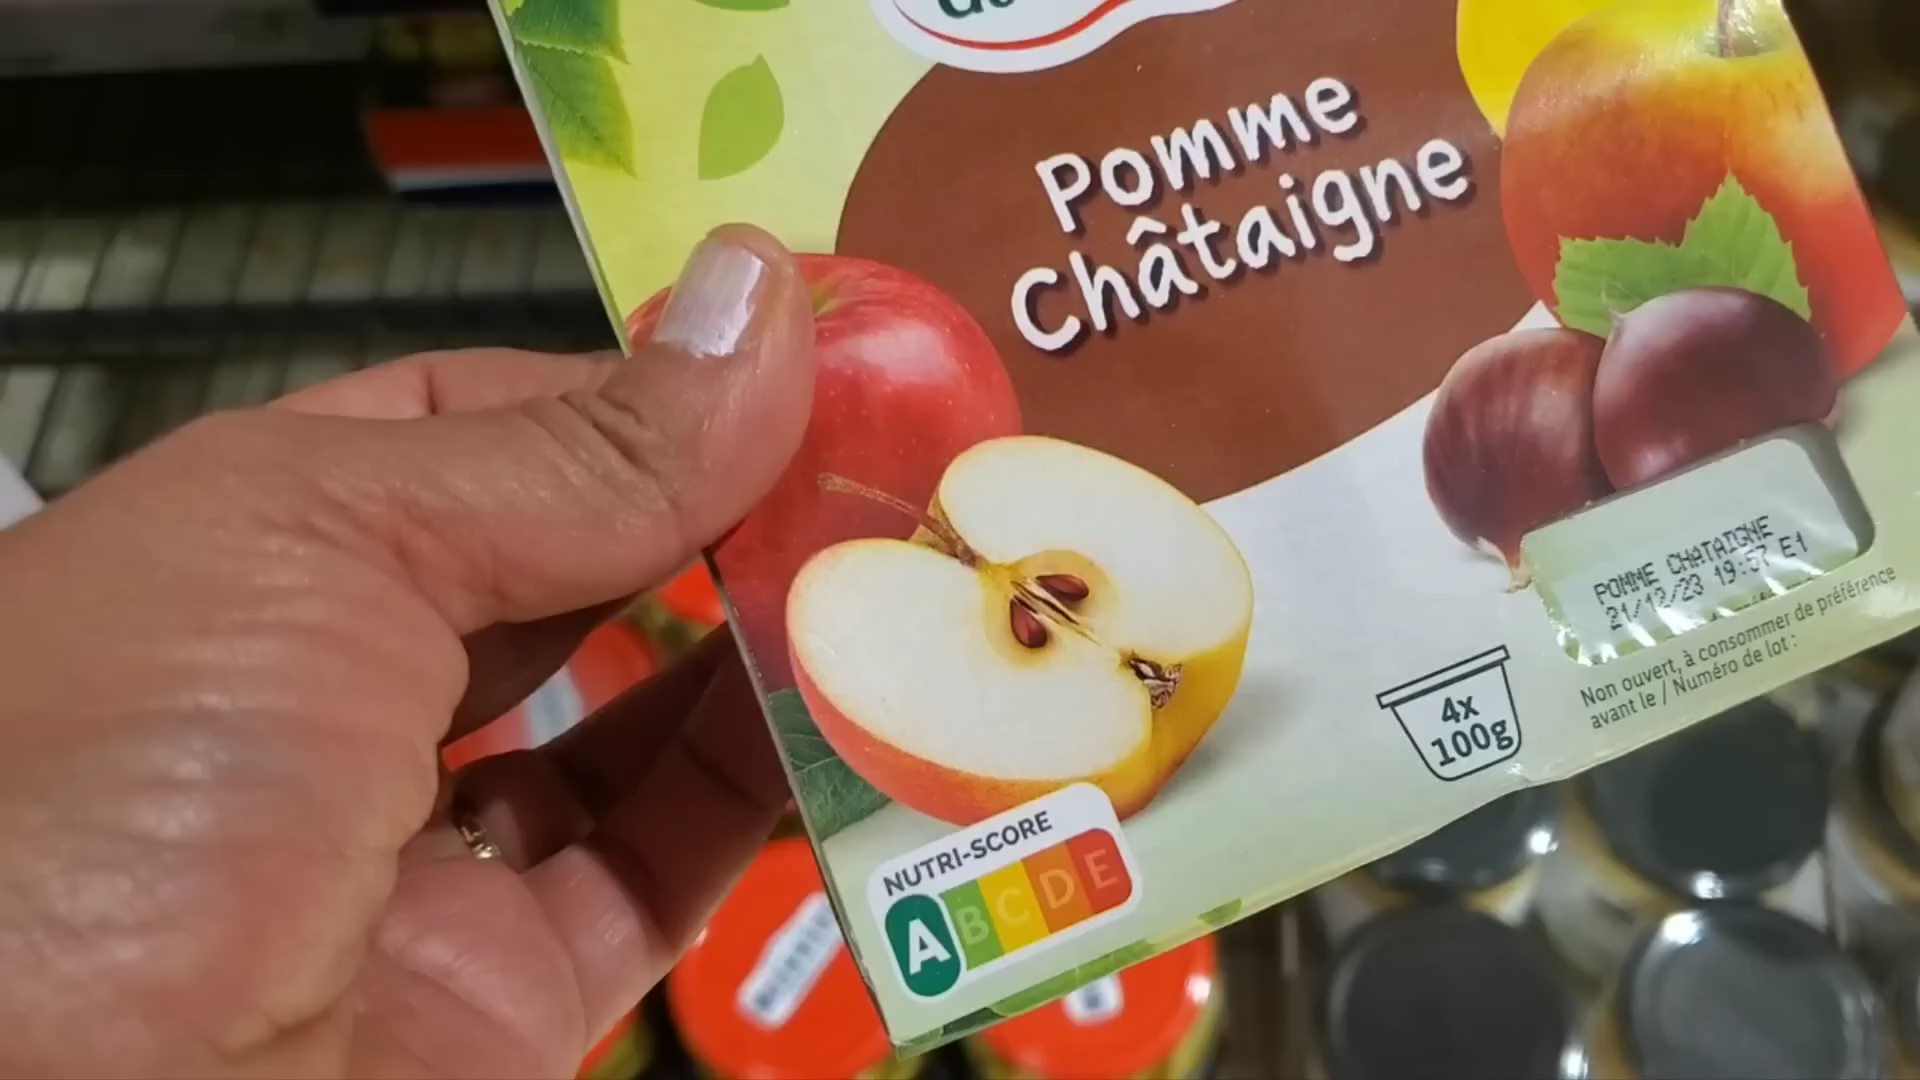 Pomme
Châtaigne
POMME CHATAIGNE
21/12/23 19:57 E1
Non ouvert, à consommer de préférence
avant le / Numéro de lot :
4x
100g
NUTRI-SCORE
A B C D E